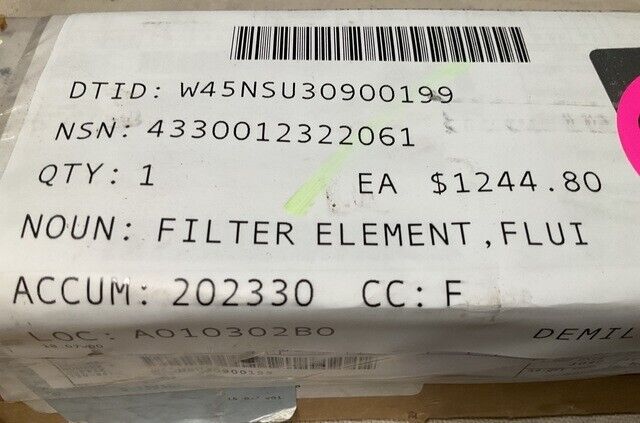 DTID: W45NSU30900199
NSN: 4330012322061
QTY: 1 EA $1244.80
NOUN: FILTER ELEMENT,FLUI
ACCUM: 202330 CC: F
LOC: A010302B0 DEMIL